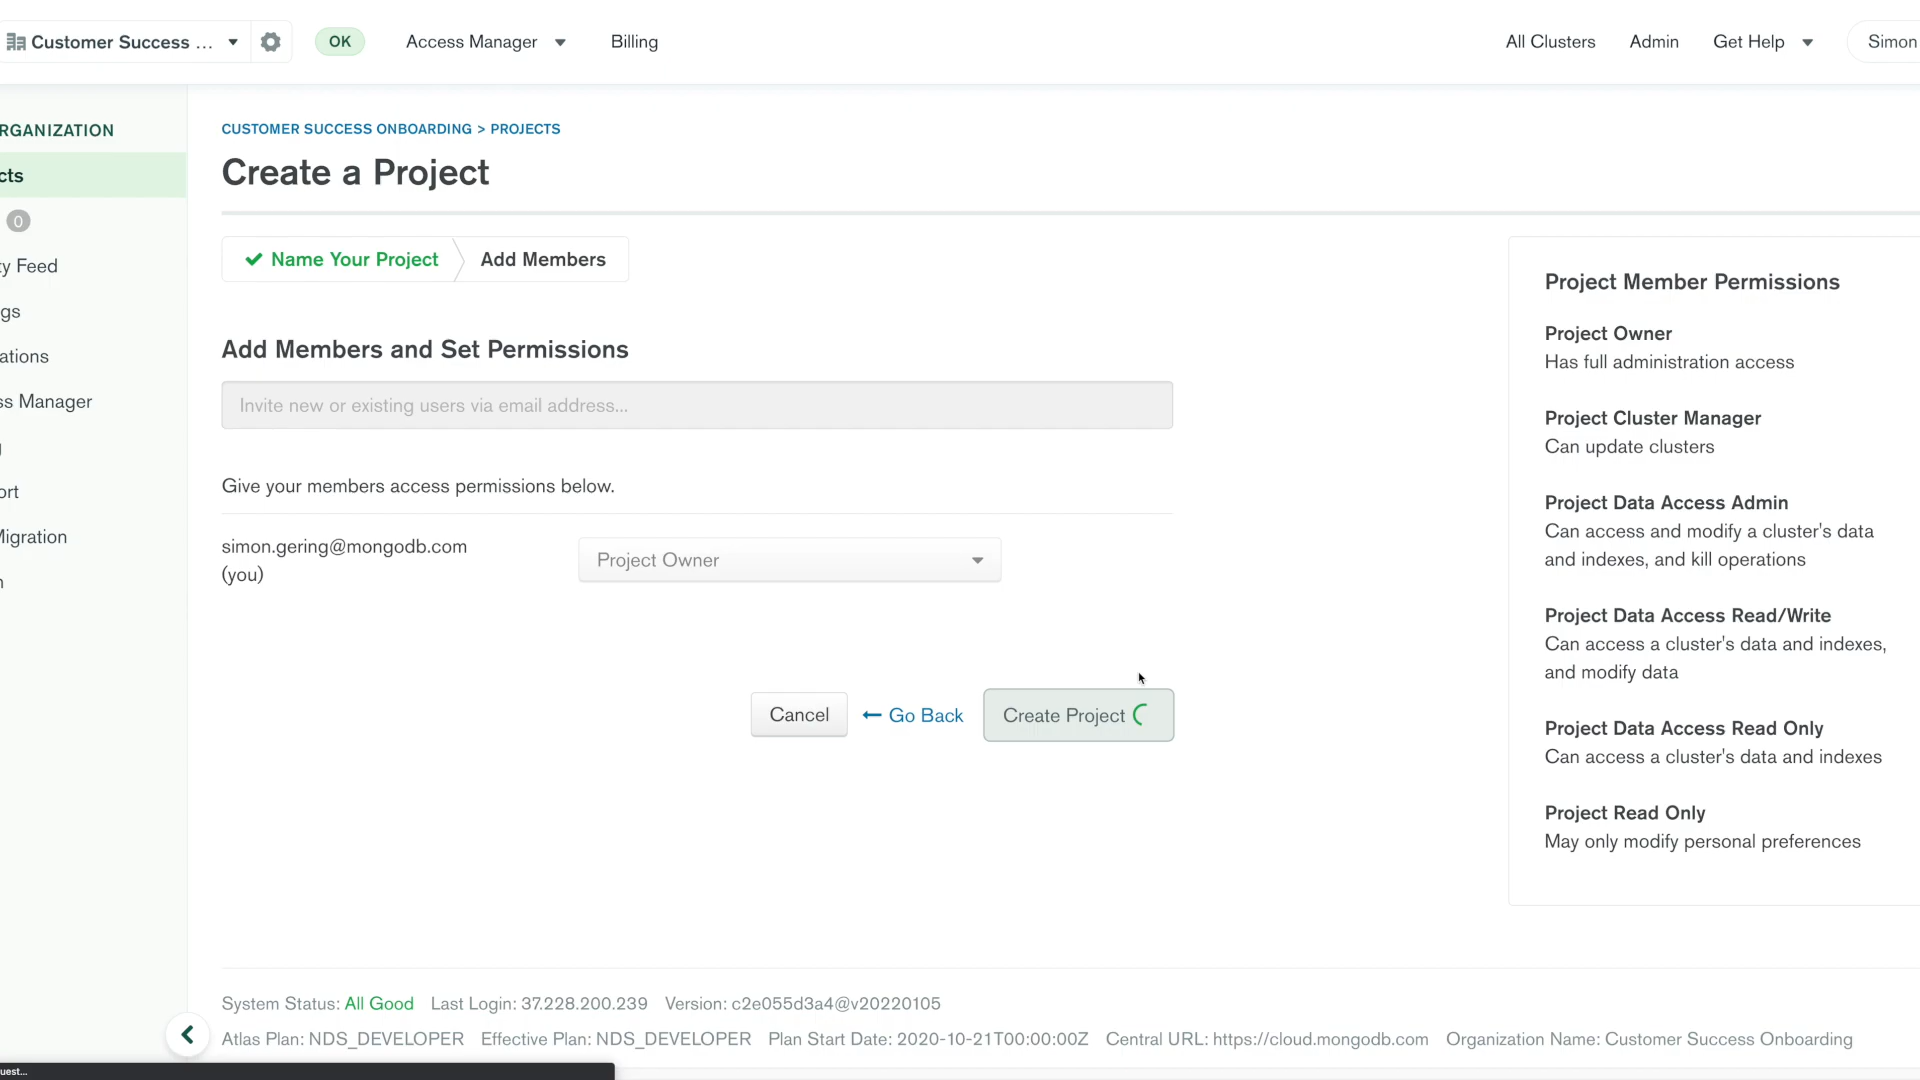 Customer Success ...
OK
Access Manager
Billing
All Clusters
Admin
Get Help
Simon
RGANIZATION
cts
0
ty Feed
gs
ations
ss Manager
ort
Migration
n
CUSTOMER SUCCESS ONBOARDING > PROJECTS
Create a Project
Name Your Project
Add Members
Add Members and Set Permissions
Invite new or existing users via email address...
Give your members access permissions below.
simon.gering@mongodb.com
(you)
Project Owner
Cancel
Go Back
Create Project
Project Member Permissions
Project Owner
Has full administration access
Project Cluster Manager
Can update clusters
Project Data Access Admin
Can access and modify a cluster's data
and indexes, and kill operations
Project Data Access Read/Write
Can access a cluster's data and indexes,
and modify data
Project Data Access Read Only
Can access a cluster's data and indexes
Project Read Only
May only modify personal preferences
System Status: All Good Last Login: 37.228.200.239 Version: c2e055d3a4@v20220105
Atlas Plan: NDS_DEVELOPER Effective Plan: NDS_DEVELOPER Plan Start Date: 2020-10-21T00:00:00Z Central URL: https://cloud.mongodb.com Organization Name: Customer Success Onboarding
uest...